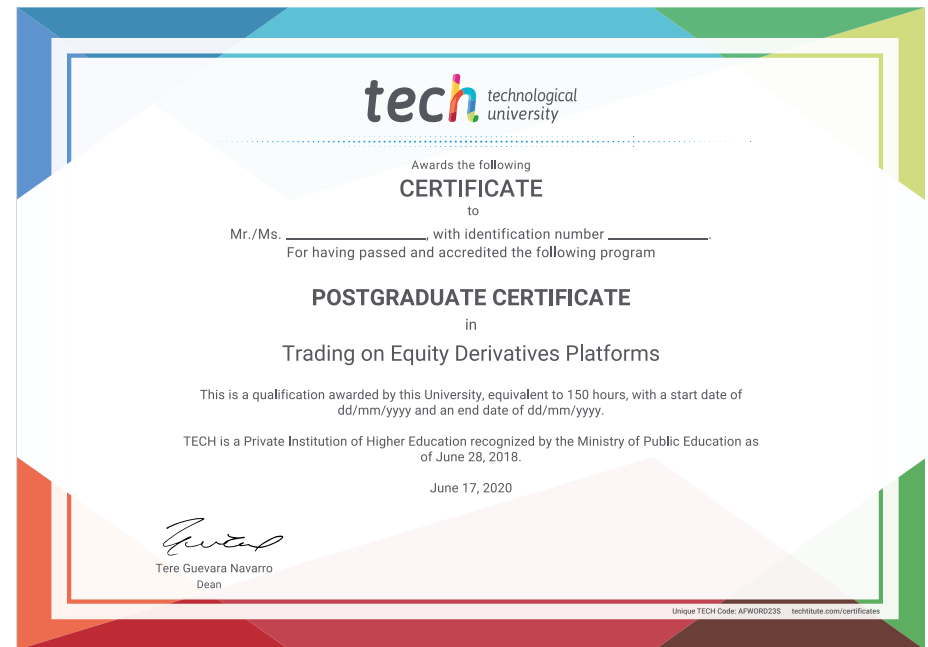 tech technological
university
Awards the following
CERTIFICATE
to
Mr./Ms. ____________________, with identification number ______________.
For having passed and accredited the following program
POSTGRADUATE CERTIFICATE
in
Trading on Equity Derivatives Platforms
This is a qualification awarded by this University, equivalent to 150 hours, with a start date of
dd/mm/yyyy and an end date of dd/mm/yyyy.
TECH is a Private Institution of Higher Education recognized by the Ministry of Public Education as
of June 28, 2018.
June 17, 2020
Tere Guevara Navarro
Dean
Unique TECH Code: AFWORD23S techtitute.com/certificates